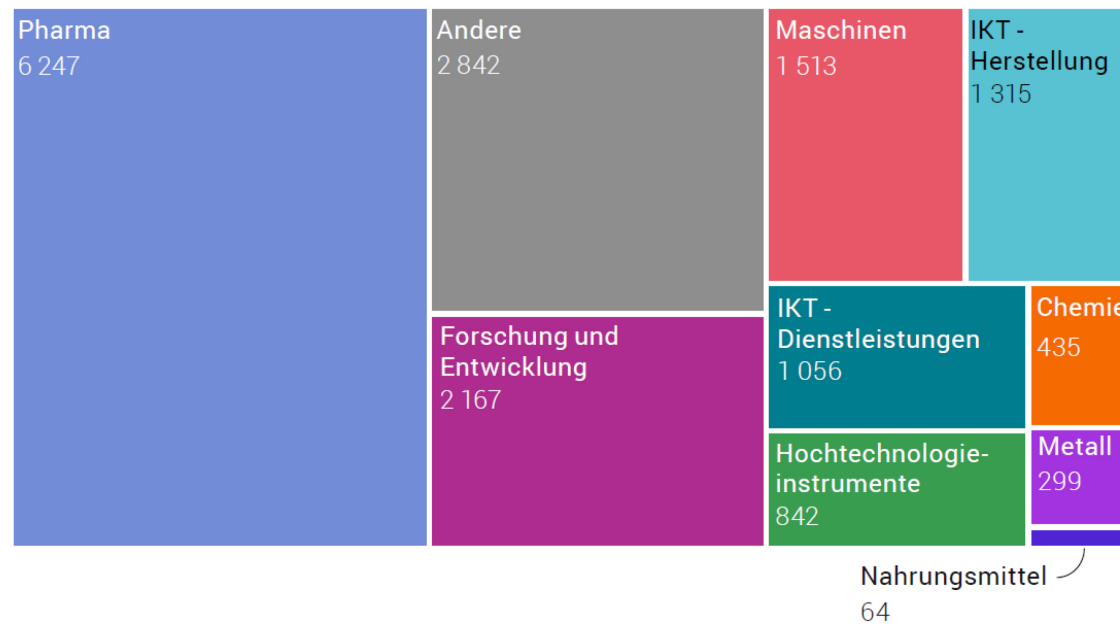 Pharma
6 247
Andere
2 842
Maschinen
1 513
IKT -
Herstellung
1 315
Forschung und
Entwicklung
2 167
IKT -
Dienstleistungen
1 056
Chemie
435
Hochtechnologie-
instrumente
842
Metall
299
Nahrungsmittel
64